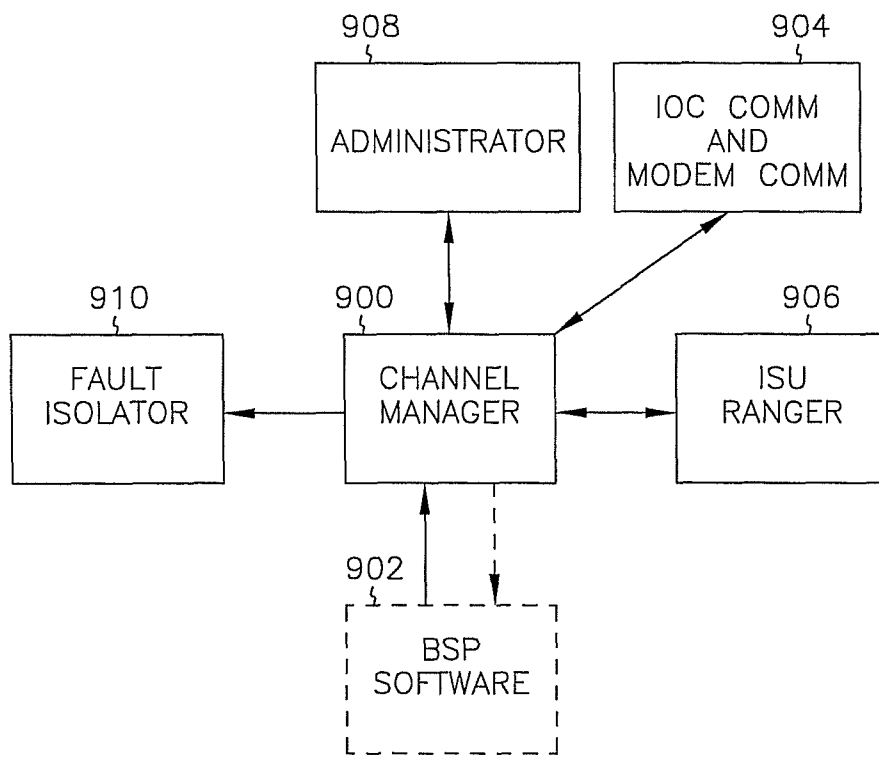 908
904
ADMINISTRATOR
IOC COMM
AND
MODEM COMM
910
900
906
FAULT
ISOLATOR
CHANNEL
MANAGER
ISU
RANGER
902
BSP
SOFTWARE